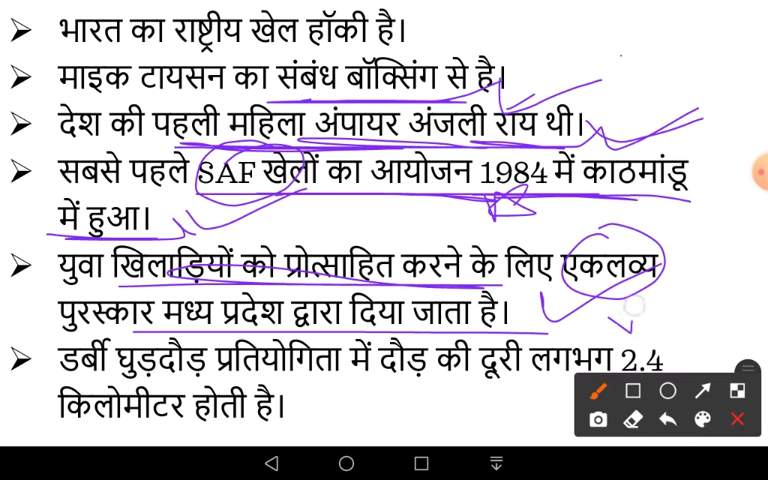 ➤ भारत का राष्ट्रीय खेल हॉकी है।
➤ माइक टायसन का संबंध बॉक्सिंग से है।
➤ देश की पहली महिला अंपायर अंजली राय थी।
➤ सबसे पहले SAF खेलों का आयोजन 1984 में काठमांडू
में हुआ।
➤ युवा खिलाड़ियों को प्रोत्साहित करने के लिए एकलव्य
पुरस्कार मध्य प्रदेश द्वारा दिया जाता है।
➤ डर्बी घुड़दौड़ प्रतियोगिता में दौड़ की दूरी लगभग 2.4
किलोमीटर होती है।